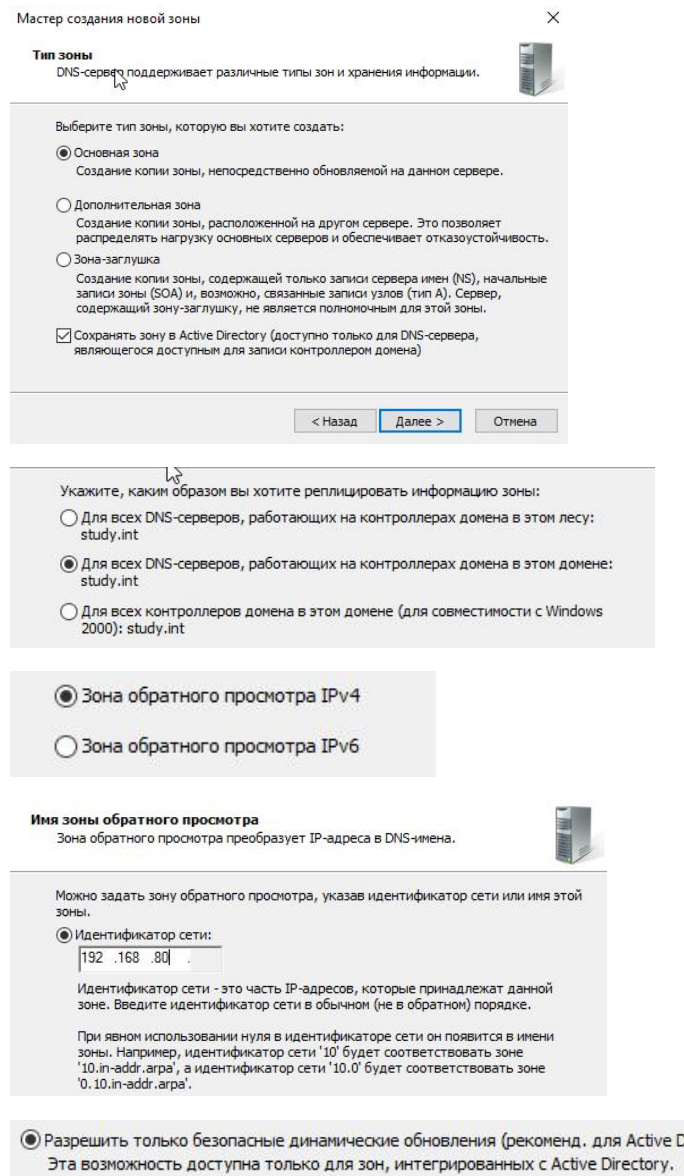 Мастер создания новой зоны
Тип зоны
DNS-сервер поддерживает различные типы зон и хранения информации.
Выберите тип зоны, которую вы хотите создать:
Основная зона
Создание копии зоны, непосредственно обновляемой на данном сервере.
Дополнительная зона
Создание копии зоны, расположенной на другом сервере. Это позволяет
распределять нагрузку основных серверов и обеспечивает отказоустойчивость.
Зона-заглушка
Создание копии зоны, содержащей только записи сервера имен (NS), начальные
записи зоны (SOA) и, возможно, связанные записи узлов (тип A). Сервер,
содержащий зону-заглушку, не является полномочным для этой зоны.
Сохранять зону в Active Directory (доступно только для DNS-сервера,
являющегося доступным для записи контроллером домена)
< Назад Далее > Отмена
Укажите, каким образом вы хотите реплицировать информацию зоны:
Для всех DNS-серверов, работающих на контроллерах домена в этом лесу:
study.int
Для всех DNS-серверов, работающих на контроллерах домена в этом домене:
study.int
Для всех контроллеров домена в этом домене (для совместимости с Windows
2000): study.int
Зона обратного просмотра IPv4
Зона обратного просмотра IPv6
Имя зоны обратного просмотра
Зона обратного просмотра преобразует IP-адреса в DNS-имена.
Можно задать зону обратного просмотра, указав идентификатор сети или имя этой
зоны.
Идентификатор сети:
192 .168 .80 .
Идентификатор сети - это часть IP-адресов, которые принадлежат данной
зоне. Введите идентификатор сети в обычном (не в обратном) порядке.
При явном использовании нуля в идентификаторе сети он появится в имени
зоны. Например, идентификатор сети '10' будет соответствовать зоне
'10.in-addr.arpa', а идентификатор сети '10.0' будет соответствовать зоне
'0.10.in-addr.arpa'.
Разрешить только безопасные динамические обновления (рекоменд. для Active D
Эта возможность доступна только для зон, интегрированных с Active Directory.